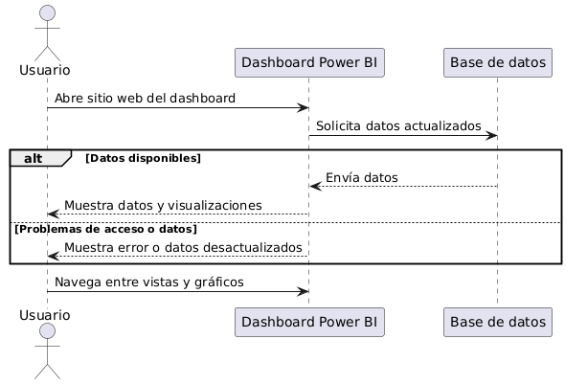 Usuario
Dashboard Power BI
Base de datos
Abre sitio web del dashboard
Solicita datos actualizados
alt
[Datos disponibles]
Envía datos
Muestra datos y visualizaciones
[Problemas de acceso o datos]
Muestra error o datos desactualizados
Navega entre vistas y gráficos
Usuario
Dashboard Power BI
Base de datos